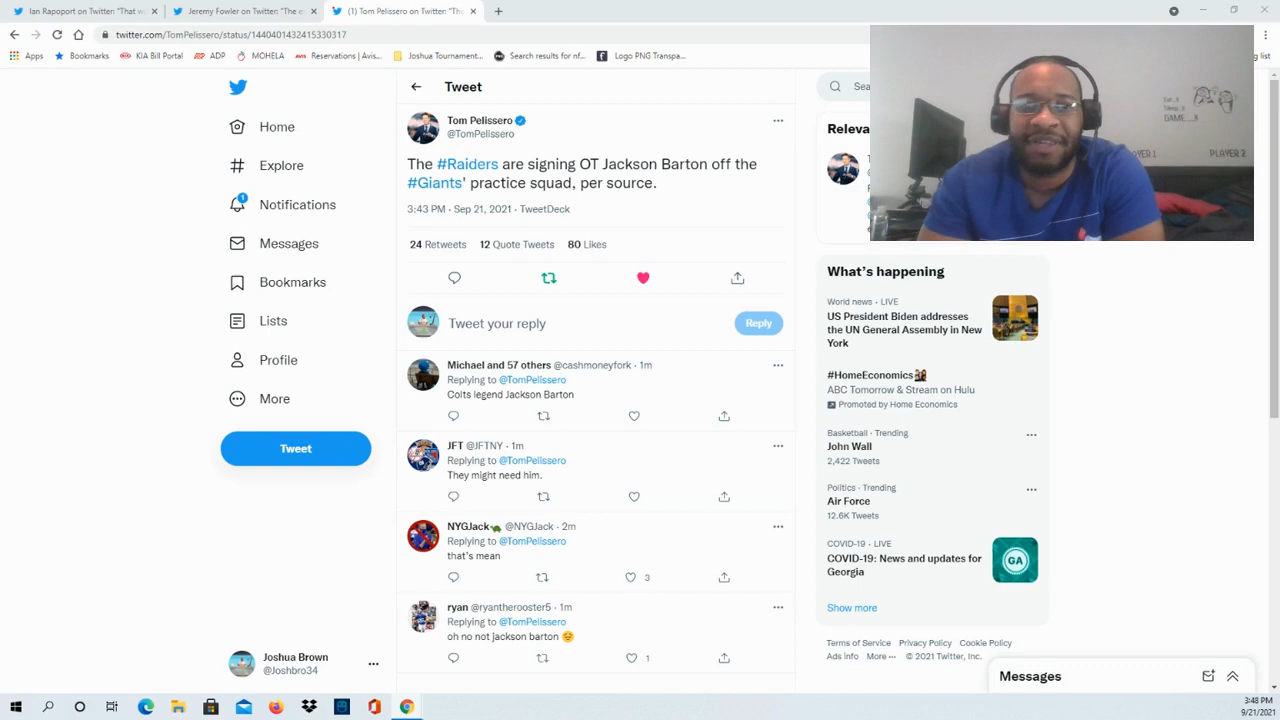 Ian Rapoport on Twitter: "That w
Jeremy Fowler on Twitter: "The e
(1) Tom Pelissero on Twitter: "The
twitter.com/TomPelissero/status/1440401432415330317
Apps
Bookmarks
KIA Bill Portal
ADP
MOHELA
Reservations | Avis...
Joshua Tournament...
Search results for nf...
Logo PNG Transpa...
g list
Home
Explore
1
Notifications
Messages
Bookmarks
Lists
Profile
More
Tweet
Joshua Brown
@Joshbro34
Tweet
Tom Pelissero
@TomPelissero
The #Raiders are signing OT Jackson Barton off the
#Giants' practice squad, per source.
3:43 PM · Sep 21, 2021 · TweetDeck
24 Retweets 12 Quote Tweets 80 Likes
Tweet your reply
Reply
Michael and 57 others @cashmoneyfork · 1m
Replying to @TomPelissero
Colts legend Jackson Barton
JFT @JFTNY · 1m
Replying to @TomPelissero
They might need him.
NYGJack🐢 @NYGJack · 2m
Replying to @TomPelissero
that's mean
3
ryan @ryantherooster5 · 1m
Replying to @TomPelissero
oh no not jackson barton
1
Sea
Releva
GAME...!!
PLAYER 1
PLAYER 2
What's happening
World news · LIVE
US President Biden addresses
the UN General Assembly in New
York
#HomeEconomics
ABC Tomorrow & Stream on Hulu
Promoted by Home Economics
Basketball · Trending
John Wall
2,422 Tweets
Politics · Trending
Air Force
12.6K Tweets
COVID-19 · LIVE
COVID-19: News and updates for
Georgia
GA
Show more
Terms of Service Privacy Policy Cookie Policy
Ads info More ··· © 2021 Twitter, Inc.
Messages
3:48 PM
9/21/2021